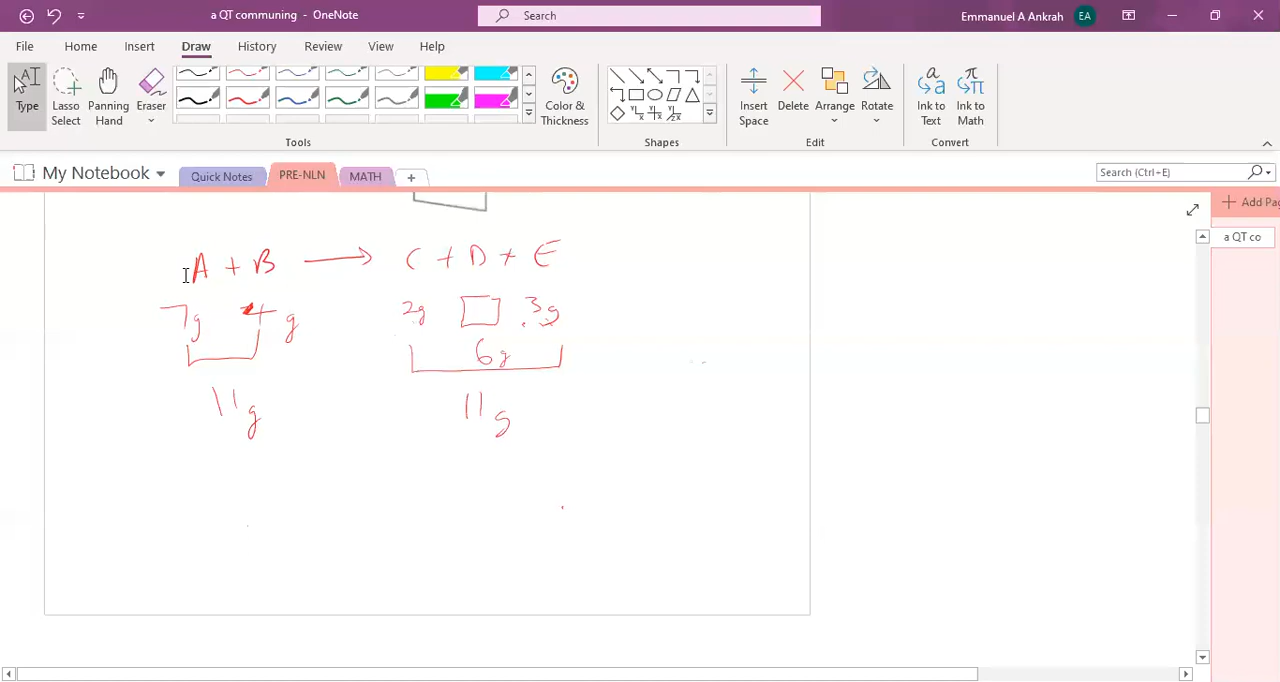 a QT communing - OneNote
Search
Emmanuel A Ankrah
EA
File Home Insert Draw History Review View Help
Type
Lasso Select
Panning Hand
Eraser
Color & Thickness
Insert Space
Delete
Arrange
Rotate
Ink to Text
Ink to Math
Tools
Shapes
Edit
Convert
My Notebook
Quick Notes
PRE-NLN
MATH
+
Search (Ctrl+E)
Add Pag
a QT co
A + B → C + D + E
7g 4g 2g □ 3g
6g
11g 11g